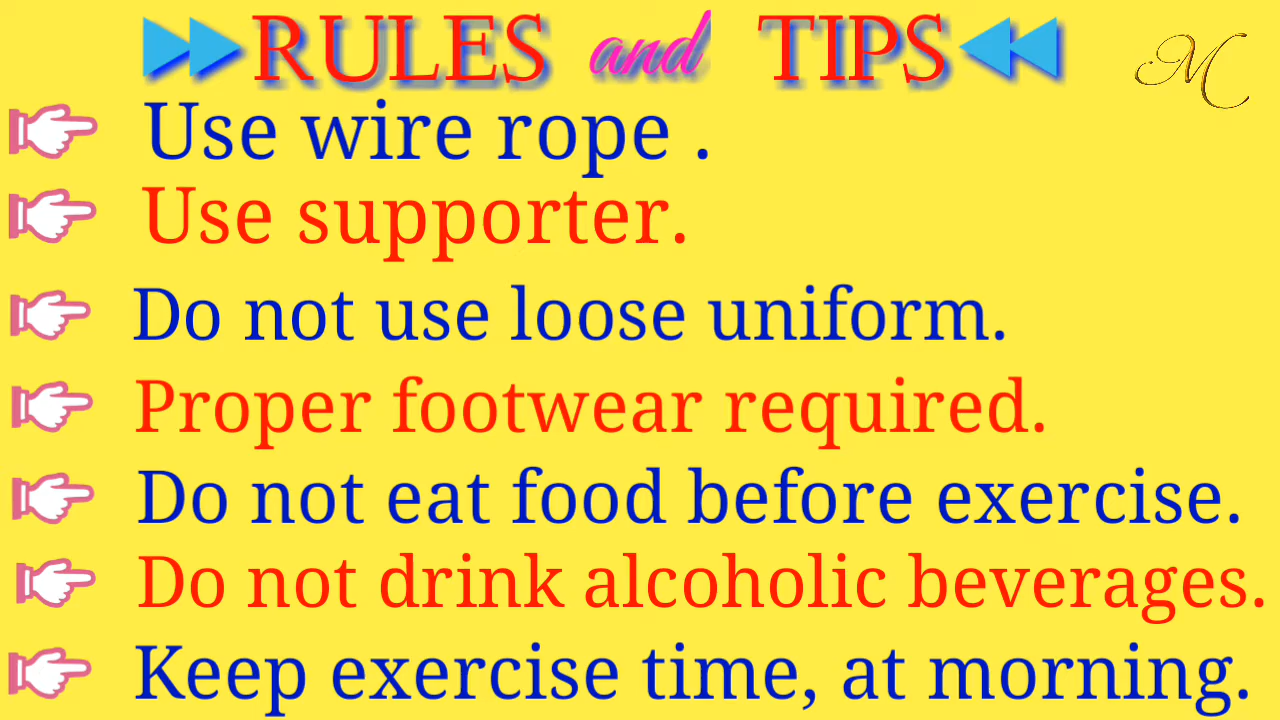 RULES and TIPS
M
Use wire rope .
Use supporter.
Do not use loose uniform.
Proper footwear required.
Do not eat food before exercise.
Do not drink alcoholic beverages.
Keep exercise time, at morning.